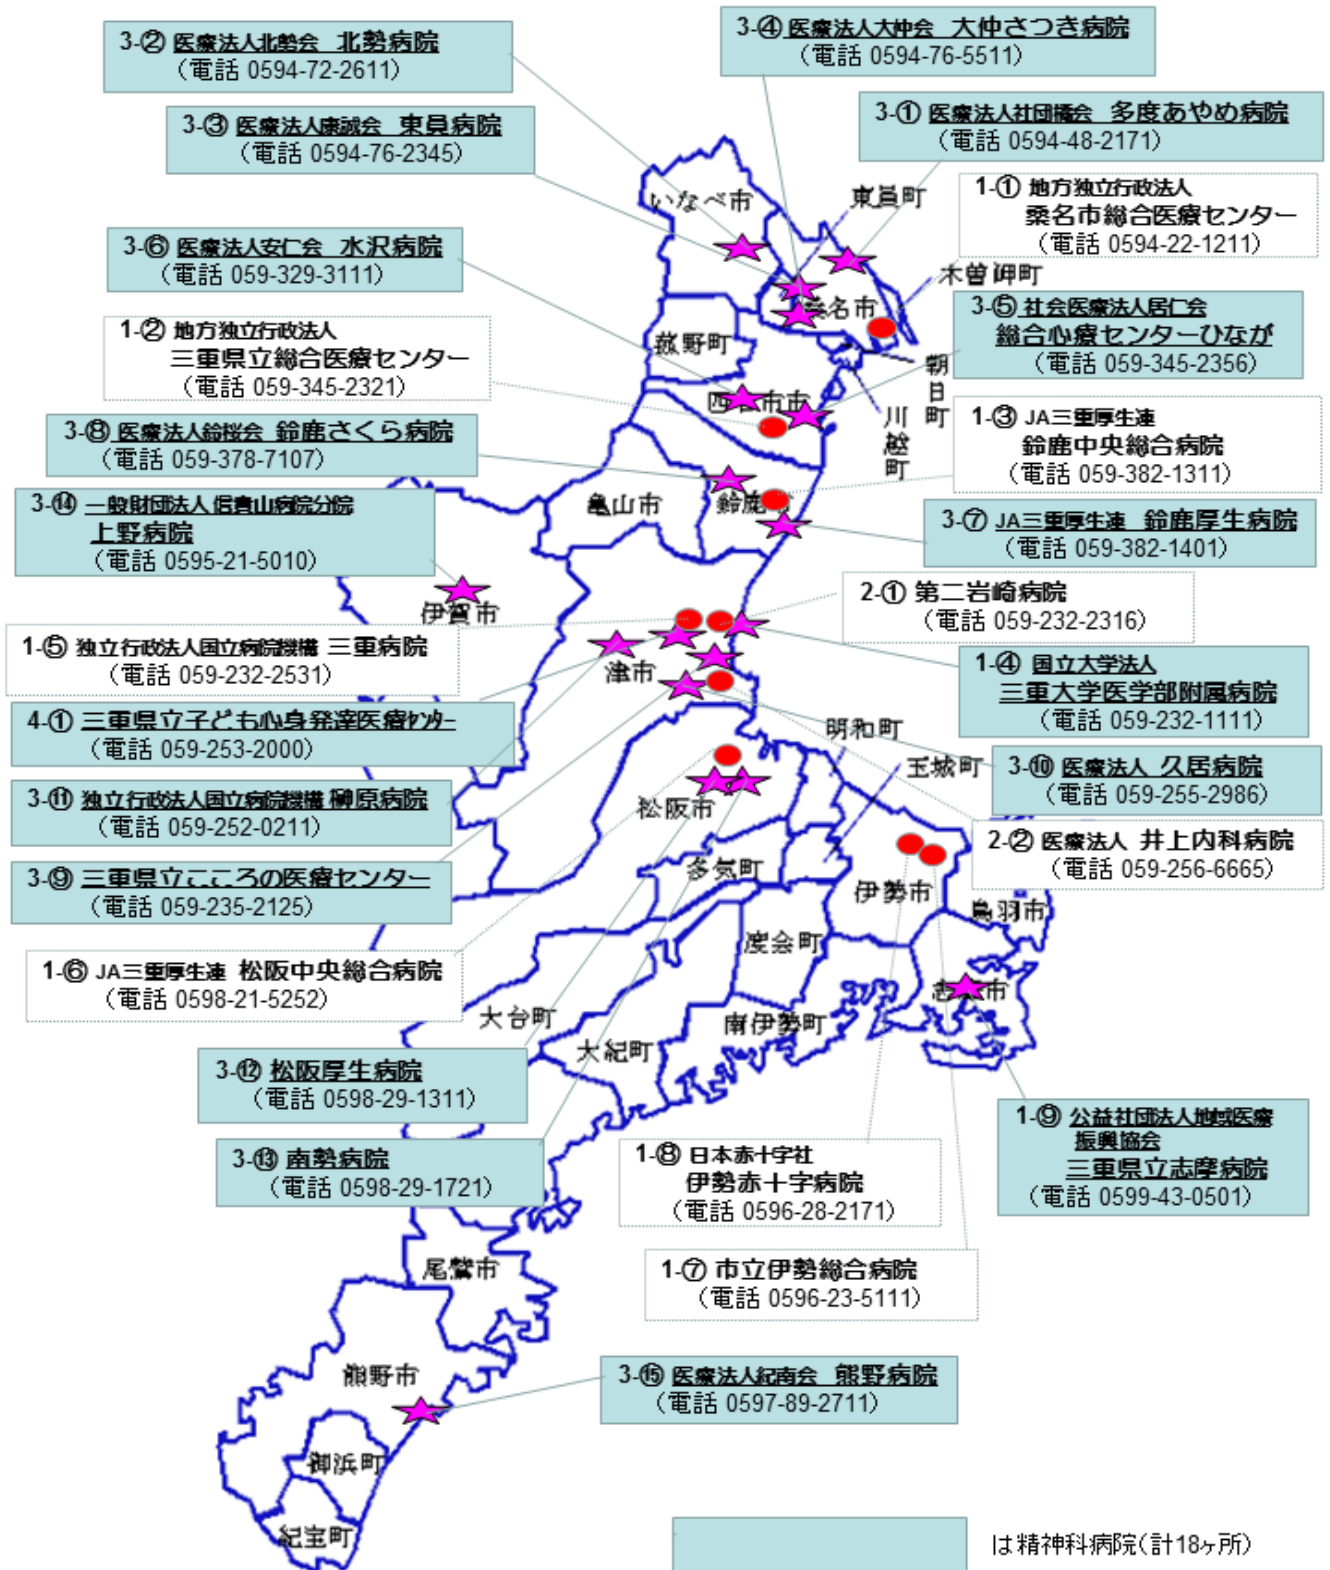 3-② 医療法人北勢会 北勢病院
（電話 0594-72-2611）
3-④ 医療法人大仲会 大仲さつき病院
（電話 0594-76-5511）
3-③ 医療法人康誠会 東員病院
（電話 0594-76-2345）
3-① 医療法人社団橘会 多度あやめ病院
（電話 0594-48-2171）
いなべ市
東員町
1-① 地方独立行政法人
桑名市総合医療センター
（電話 0594-22-1211）
3-⑥ 医療法人安仁会 水沢病院
（電話 059-329-3111）
木曽岬町
桑名市
3-⑤ 社会医療法人居仁会
総合心療センターひなが
（電話 059-345-2356）
1-② 地方独立行政法人
三重県立総合医療センター
（電話 059-345-2321）
菰野町
朝日町
川越町
四日市市
1-③ JA三重厚生連
鈴鹿中央総合病院
（電話 059-382-1311）
3-⑧ 医療法人鈴桜会 鈴鹿さくら病院
（電話 059-378-7107）
3-⑭ 一般財団法人信貴山病院分院
上野病院
（電話 0595-21-5010）
亀山市
鈴鹿市
3-⑦ JA三重厚生連 鈴鹿厚生病院
（電話 059-382-1401）
伊賀市
2-① 第二岩崎病院
（電話 059-232-2316）
1-⑤ 独立行政法人国立病院機構 三重病院
（電話 059-232-2531）
津市
1-④ 国立大学法人
三重大学医学部附属病院
（電話 059-232-1111）
4-① 三重県立子ども心身発達医療センター
（電話 059-253-2000）
明和町
玉城町
3-⑩ 医療法人 久居病院
（電話 059-255-2986）
3-⑪ 独立行政法人国立病院機構 榊原病院
（電話 059-252-0211）
松阪市
2-② 医療法人 井上内科病院
（電話 059-256-6665）
3-⑨ 三重県立こころの医療センター
（電話 059-235-2125）
多気町
伊勢市
鳥羽市
度会町
1-⑥ JA三重厚生連 松阪中央総合病院
（電話 0598-21-5252）
志摩市
大台町
南伊勢町
大紀町
3-⑫ 松阪厚生病院
（電話 0598-29-1311）
1-⑨ 公益社団法人地域医療
振興協会
三重県立志摩病院
（電話 0599-43-0501）
3-⑬ 南勢病院
（電話 0598-29-1721）
1-⑧ 日本赤十字社
伊勢赤十字病院
（電話 0596-28-2171）
尾鷲市
1-⑦ 市立伊勢総合病院
（電話 0596-23-5111）
熊野市
3-⑮ 医療法人紀南会 熊野病院
（電話 0597-89-2711）
御浜町
紀宝町
は精神科病院（計18ヶ所）